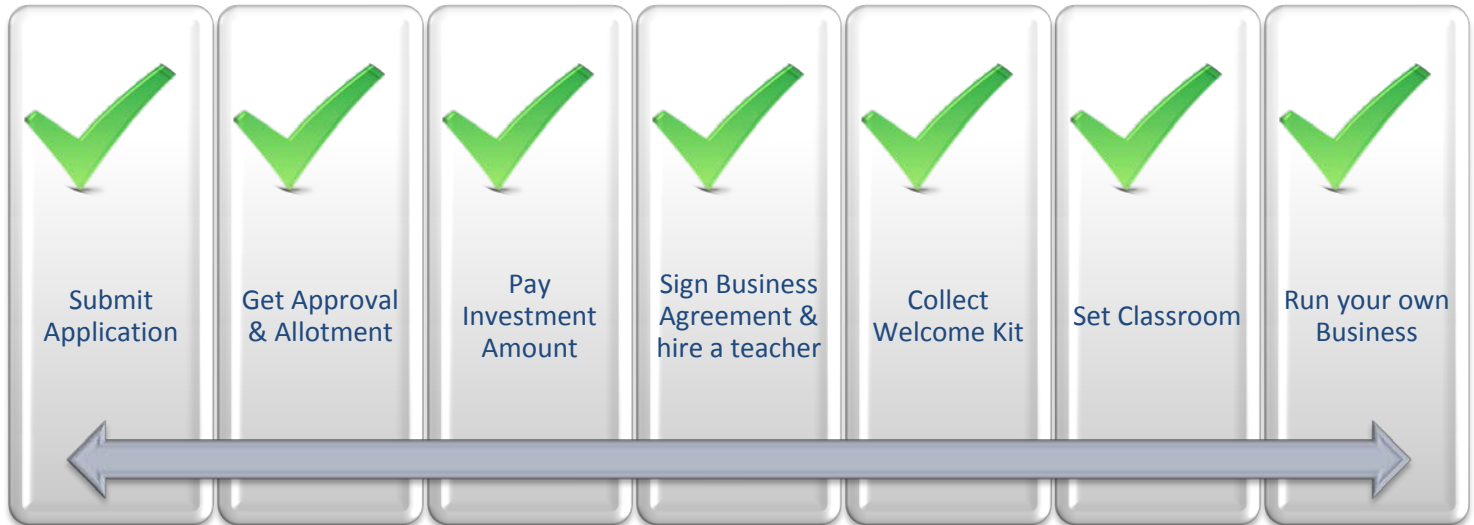 Submit
Application
Get Approval
& Allotment
Pay
Investment
Amount
Sign Business
Agreement &
hire a teacher
Collect
Welcome Kit
Set Classroom
Run your own
Business